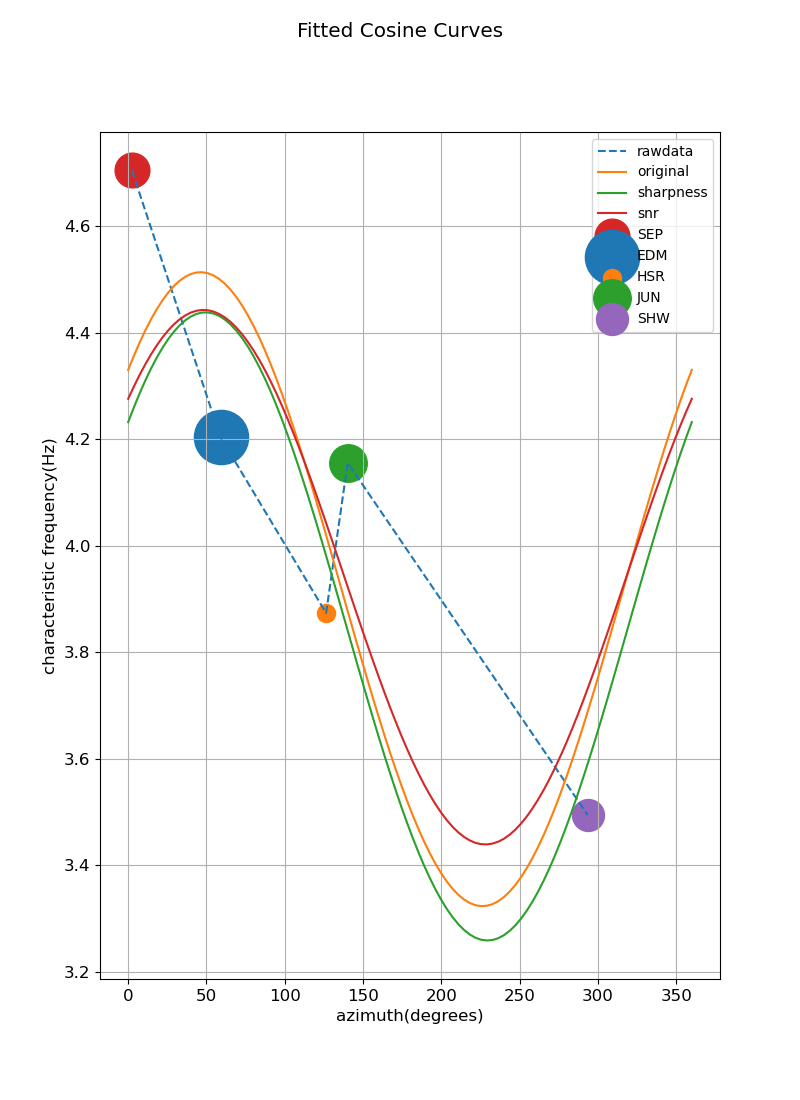 Fitted Cosine Curves
rawdata
original
sharpness
snr
SEP
EDM
HSR
JUN
SHW
characteristic frequency(Hz)
4.6
4.4
4.2
4.0
3.8
3.6
3.4
3.2
0 50 100 150 200 250 300 350
azimuth(degrees)